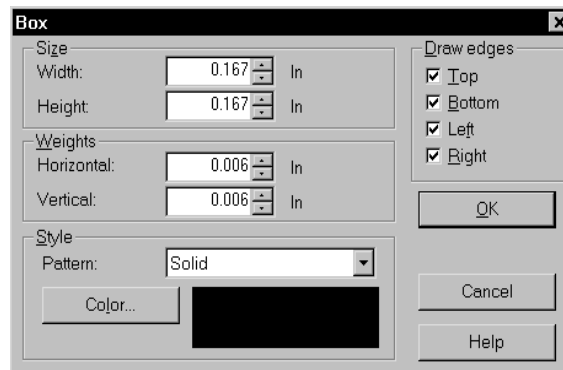 Box
Size
Width: 0.167 In
Height: 0.167 In
Weights
Horizontal: 0.006 In
Vertical: 0.006 In
Style
Pattern: Solid
Color...
Draw edges
Top
Bottom
Left
Right
OK
Cancel
Help